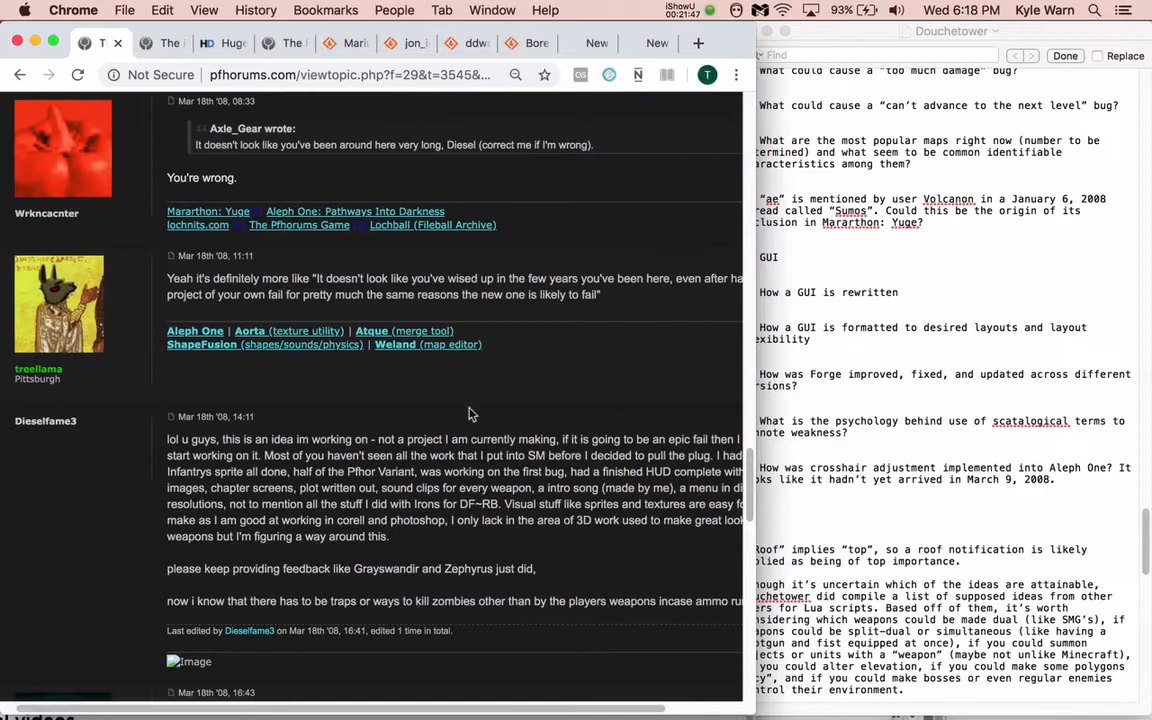 Chrome File Edit View History Bookmarks People Tab Window Help
iShowU
00:21:47
93%
Wed 6:18 PM Kyle Warn
The I
HD Huge
The I
Mari
jon_i
ddw
Bore
New
New
Not Secure pfhorums.com/viewtopic.php?f=29&t=3545&...
T
Mar 18th '08, 08:33
Axle_Gear wrote:
It doesn't look like you've been around here very long, Diesel (correct me if I'm wrong).
You're wrong.
Wrkncacnter
Mararthon: Yuge Aleph One: Pathways Into Darkness
lochnits.com The Pfhorums Game Lochball (Fileball Archive)
Mar 18th '08, 11:11
Yeah it's definitely more like "It doesn't look like you've wised up in the few years you've been here, even after ha
project of your own fail for pretty much the same reasons the new one is likely to fail"
Aleph One | Aorta (texture utility) | Atque (merge tool)
ShapeFusion (shapes/sounds/physics) | Weland (map editor)
treellama
Pittsburgh
Dieselfame3
Mar 18th '08, 14:11
lol u guys, this is an idea im working on - not a project I am currently making, if it is going to be an epic fail then I
start working on it. Most of you haven't seen all the work that I put into SM before I decided to pull the plug. I had
Infantrys sprite all done, half of the Pfhor Variant, was working on the first bug, had a finished HUD complete with
images, chapter screens, plot written out, sound clips for every weapon, a intro song (made by me), a menu in di
resolutions, not to mention all the stuff I did with Irons for DF~RB. Visual stuff like sprites and textures are easy fo
make as I am good at working in corell and photoshop, I only lack in the area of 3D work used to make great look
weapons but I'm figuring a way around this.
please keep providing feedback like Grayswandir and Zephyrus just did,
now i know that there has to be traps or ways to kill zombies other than by the players weapons incase ammo ru
Last edited by Dieselfame3 on Mar 18th '08, 16:41, edited 1 time in total.
Image
Mar 18th '08, 16:43
Douchetower
Find
Done
Replace
What could cause a "too much damage" bug?
What could cause a "can't advance to the next level" bug?
What are the most popular maps right now (number to be
termined) and what seem to be common identifiable
aracteristics among them?
"ae" is mentioned by user Volcanon in a January 6, 2008
read called "Sumos". Could this be the origin of its
clusion in Mararthon: Yuge?
GUI
How a GUI is rewritten
How a GUI is formatted to desired layouts and layout
exibility
How was Forge improved, fixed, and updated across different
rsions?
What is the psychology behind use of scatalogical terms to
nnote weakness?
How was crosshair adjustment implemented into Aleph One? It
oks like it hadn't yet arrived in March 9, 2008.
Roof" implies "top", so a roof notification is likely
plied as being of top importance.
hough it's uncertain which of the ideas are attainable,
uchetower did compile a list of supposed ideas from other
ers for Lua scripts. Based off of them, it's worth
nsidering which weapons could be made dual (like SMG's), if
apons could be split-dual or simultaneous (like having a
otgun and fist equipped at once), if you could summon
jects or units with a "weapon" (maybe not unlike Minecraft),
you could alter elevation, if you could make some polygons
cy", and if you could make bosses or even regular enemies
ntrol their environment.